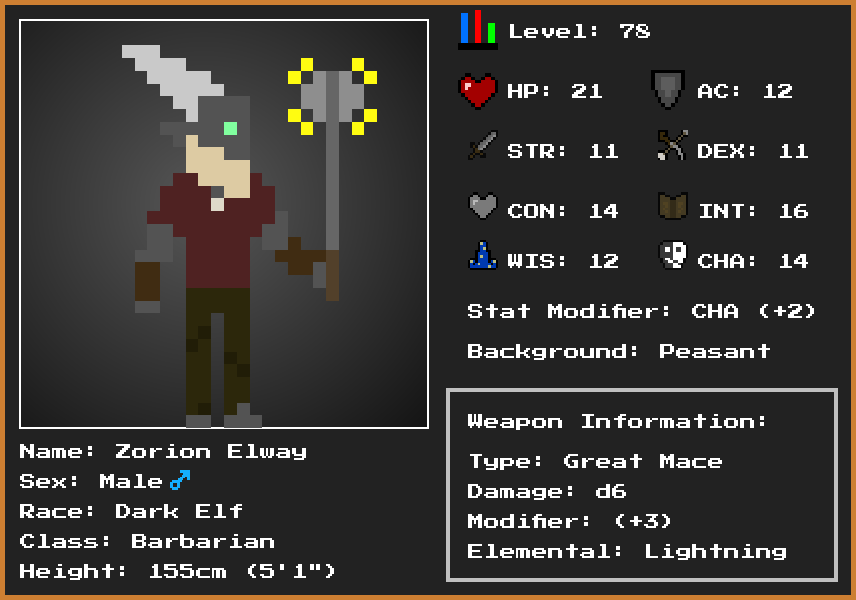 Level: 78
HP: 21 AC: 12
STR: 11 DEX: 11
CON: 14 INT: 16
WIS: 12 CHA: 14
Stat Modifier: CHA (+2)
Background: Peasant
Weapon Information:
Type: Great Mace
Damage: d6
Modifier: (+3)
Elemental: Lightning
Name: Zorion Elway
Sex: Male ♂
Race: Dark Elf
Class: Barbarian
Height: 155cm (5'1")